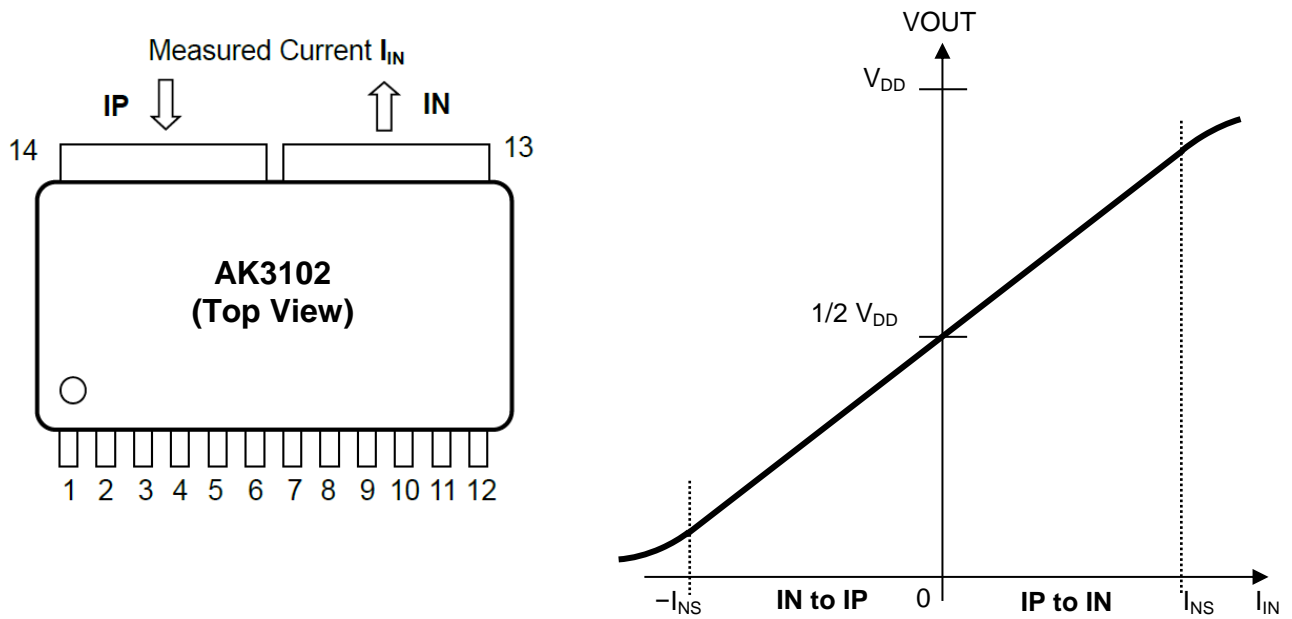 Measured Current I_IN
IP IN
14 13
AK3102
(Top View)
1 2 3 4 5 6 7 8 9 10 11 12
VOUT
V_DD
1/2 V_DD
−I_NS IN to IP 0 IP to IN I_NS I_IN